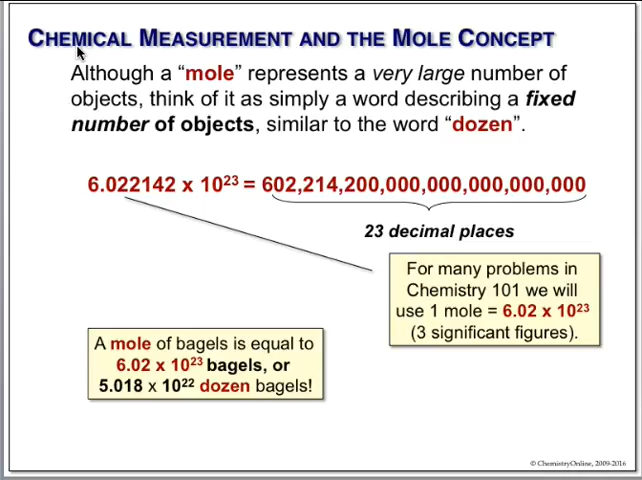 CHEMICAL MEASUREMENT AND THE MOLE CONCEPT
Although a “mole” represents a very large number of
objects, think of it as simply a word describing a fixed
number of objects, similar to the word “dozen”.
6.022142 x 10²³ = 602,214,200,000,000,000,000,000
23 decimal places
For many problems in
Chemistry 101 we will
use 1 mole = 6.02 x 10²³
(3 significant figures).
A mole of bagels is equal to
6.02 x 10²³ bagels, or
5.018 x 10²² dozen bagels!
© ChemistryOnline, 2009-2016